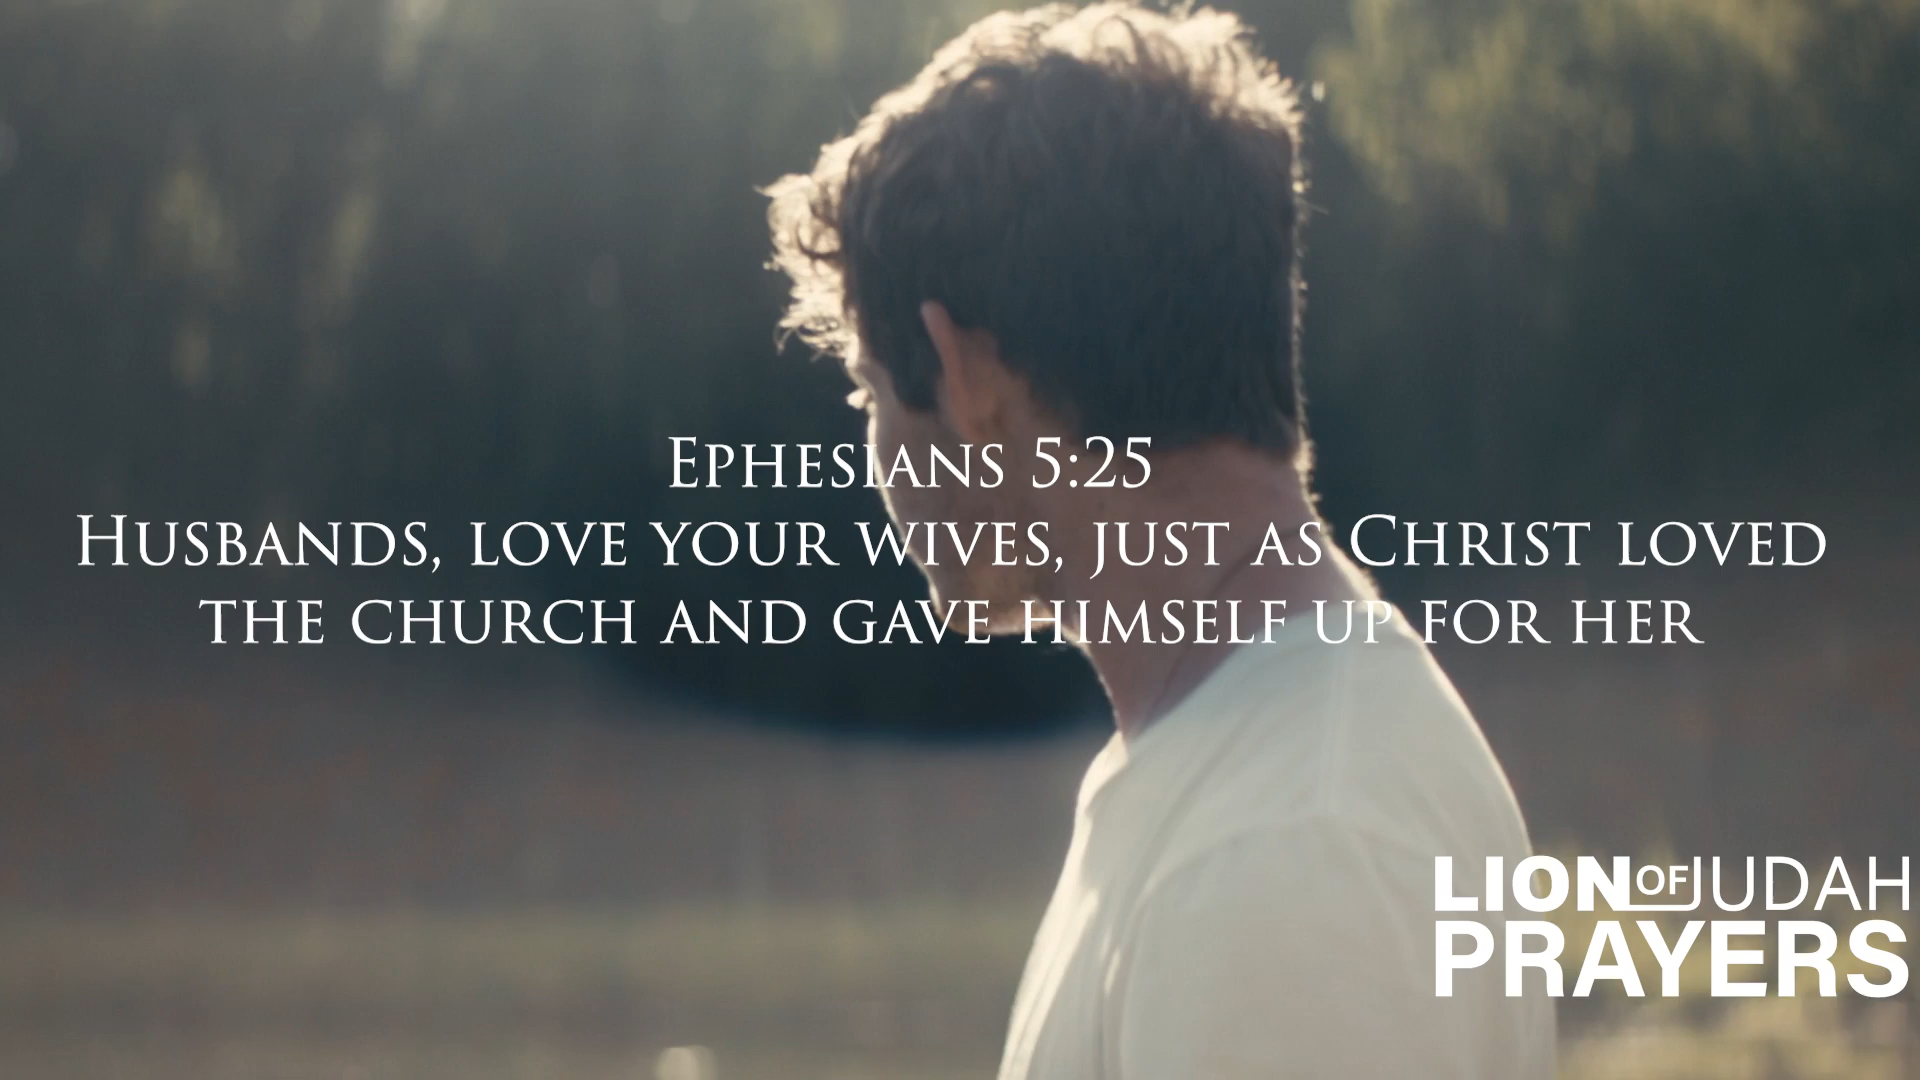 Ephesians 5:25
Husbands, love your wives, just as Christ loved
the church and gave himself up for her
LION OF JUDAH
PRAYERS